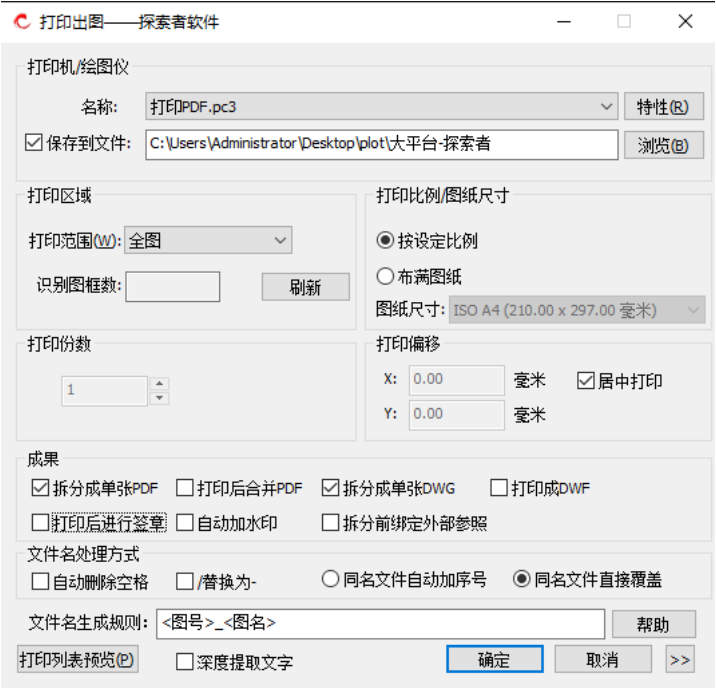 打印出图——探索者软件
打印机/绘图仪
名称: 打印PDF.pc3 特性(R)
保存到文件: C:\Users\Administrator\Desktop\plot\大平台-探索者 浏览(B)
打印区域 打印比例/图纸尺寸
打印范围(W): 全图 按设定比例
布满图纸
识别图框数: 刷新
图纸尺寸: ISO A4 (210.00 x 297.00 毫米)
打印份数 打印偏移
1 X: 0.00 毫米 居中打印
Y: 0.00 毫米
成果
拆分成单张PDF 打印后合并PDF 拆分成单张DWG 打印成DWF
打印后进行签章 自动加水印 拆分前绑定外部参照
文件名处理方式
自动删除空格 /替换为- 同名文件自动加序号 同名文件直接覆盖
文件名生成规则: <图号>_<图名> 帮助
打印列表预览(P) 深度提取文字 确定 取消 >>